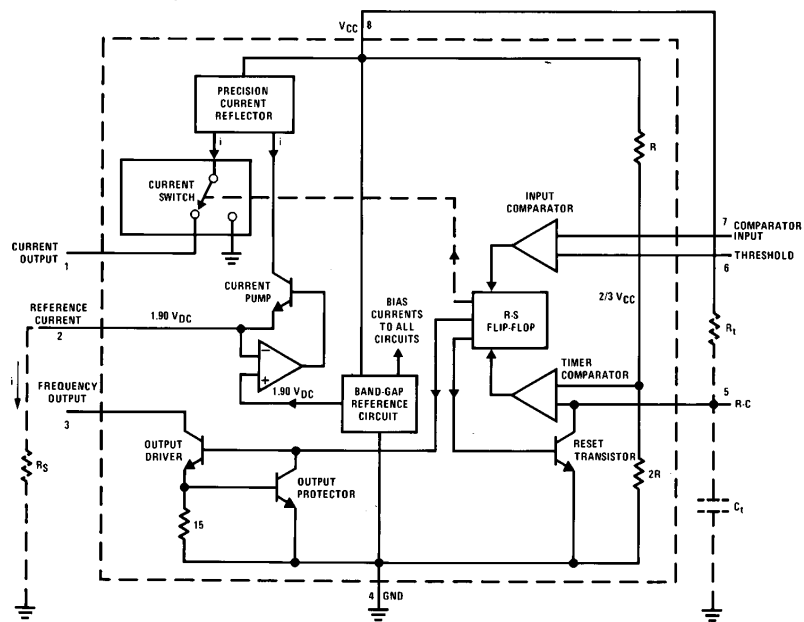 VCC 8
PRECISION
CURRENT
REFLECTOR
i
i
R
CURRENT
SWITCH
INPUT
COMPARATOR
7 COMPARATOR
INPUT
THRESHOLD
6
CURRENT
OUTPUT
1
CURRENT
PUMP
BIAS
CURRENTS
TO ALL
CIRCUITS
R-S
FLIP-FLOP
2/3 VCC
REFERENCE
CURRENT
2
1.90 VDC
Rt
i
TIMER
COMPARATOR
−
+
1.90 VDC
BAND-GAP
REFERENCE
CIRCUIT
5
R-C
FREQUENCY
OUTPUT
3
OUTPUT
DRIVER
RESET
TRANSISTOR
RS
OUTPUT
PROTECTOR
2R
15
Ct
4 GND